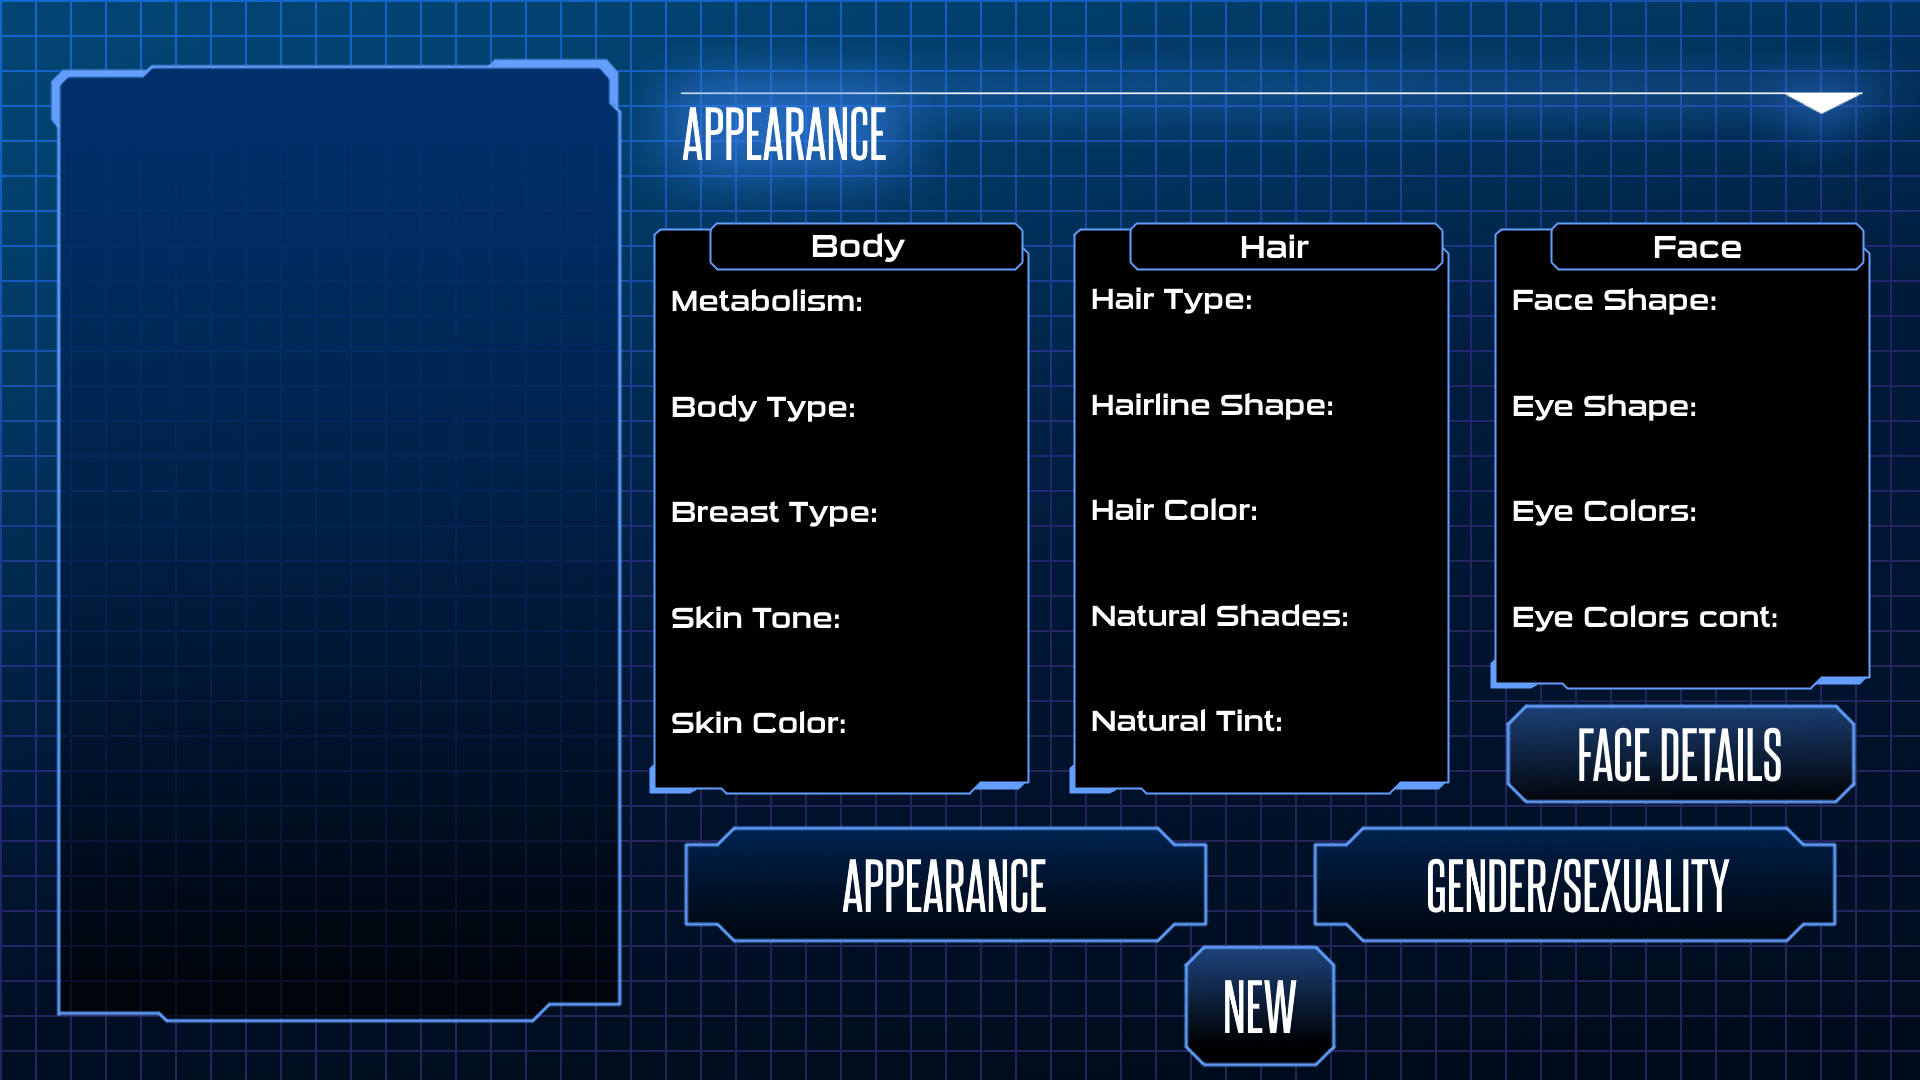 APPEARANCE
Body
Metabolism:
Body Type:
Breast Type:
Skin Tone:
Skin Color:
Hair
Hair Type:
Hairline Shape:
Hair Color:
Natural Shades:
Natural Tint:
Face
Face Shape:
Eye Shape:
Eye Colors:
Eye Colors cont:
FACE DETAILS
APPEARANCE
GENDER/SEXUALITY
NEW